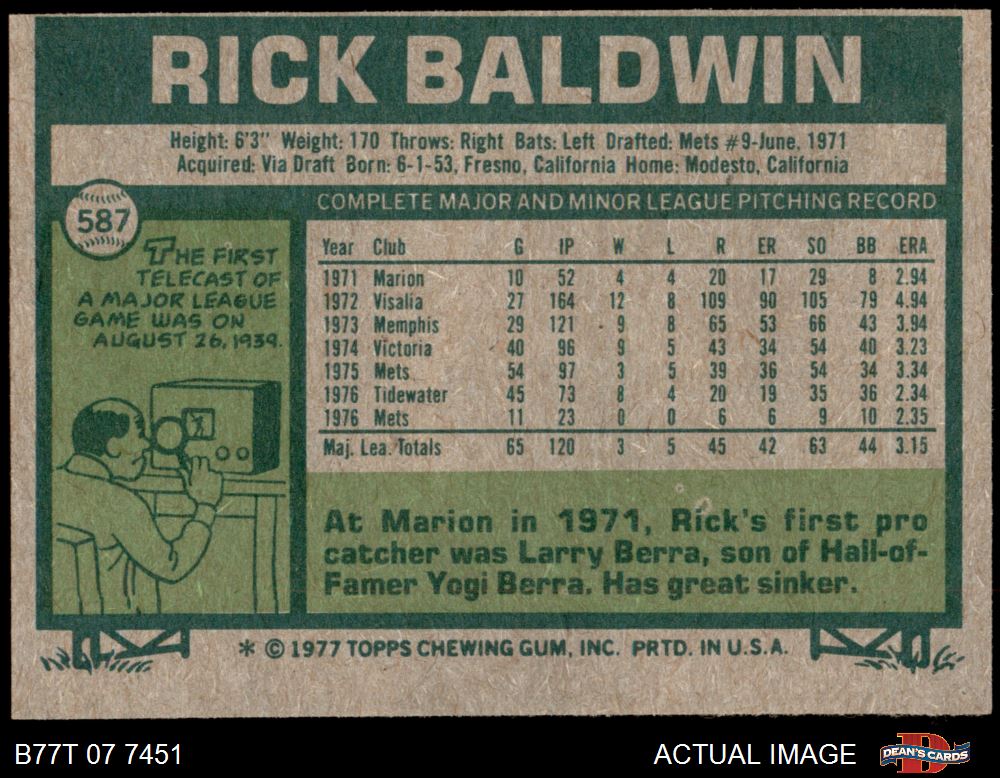 RICK BALDWIN
Height: 6'3" Weight: 170 Throws: Right Bats: Left Drafted: Mets #9-June, 1971
Acquired: Via Draft Born: 6-1-53, Fresno, California Home: Modesto, California
587
THE FIRST
TELECAST OF
A MAJOR LEAGUE
GAME WAS ON
AUGUST 26, 1939.
COMPLETE MAJOR AND MINOR LEAGUE PITCHING RECORD
Year Club G IP W L R ER SO BB ERA
1971 Marion 10 52 4 4 20 17 29 8 2.94
1972 Visalia 27 164 12 8 109 90 105 79 4.94
1973 Memphis 29 121 9 8 65 53 66 43 3.94
1974 Victoria 40 96 9 5 43 34 54 40 3.23
1975 Mets 54 97 3 5 39 36 54 34 3.34
1976 Tidewater 45 73 8 4 20 19 35 36 2.34
1976 Mets 11 23 0 0 6 6 9 10 2.35
Maj. Lea. Totals 65 120 3 5 45 42 63 44 3.15
At Marion in 1971, Rick's first pro
catcher was Larry Berra, son of Hall-of-
Famer Yogi Berra. Has great sinker.
* © 1977 TOPPS CHEWING GUM, INC. PRTD. IN U.S.A.
B77T 07 7451
ACTUAL IMAGE
DEAN'S CARDS